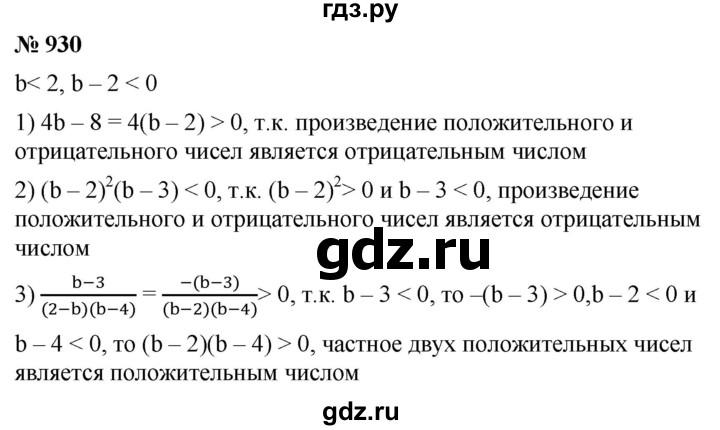 гдз.ру
№ 930
b< 2, b – 2 < 0
1) 4b – 8 = 4(b – 2) > 0, т.к. произведение положительного и
отрицательного чисел является отрицательным числом
2) (b – 2)²(b – 3) < 0, т.к. (b – 2)²> 0 и b – 3 < 0, произведение
положительного и отрицательного чисел является отрицательным
числом
gdz.ru
3) (b−3)/((2−b)(b−4)) = (−(b−3))/((b−2)(b−4)) > 0, т.к. b – 3 < 0, то –(b – 3) > 0,b – 2 < 0 и
b – 4 < 0, то (b – 2)(b – 4) > 0, частное двух положительных чисел
является положительным числом
gdz.ru